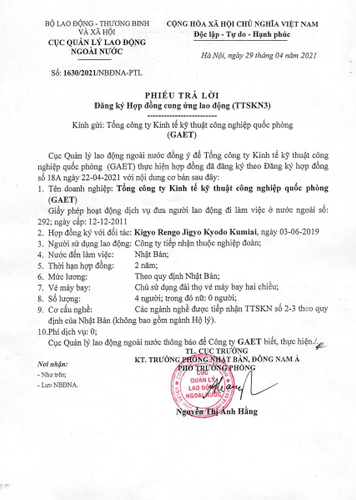 BỘ LAO ĐỘNG - THƯƠNG BINH
VÀ XÃ HỘI
CỤC QUẢN LÝ LAO ĐỘNG
NGOÀI NƯỚC
Số: 1630/2021/NBĐNA-PTL
CỘNG HÒA XÃ HỘI CHỦ NGHĨA VIỆT NAM
Độc lập - Tự do - Hạnh phúc
Hà Nội, ngày 29 tháng 04 năm 2021
PHIẾU TRẢ LỜI
Đăng ký Hợp đồng cung ứng lao động (TTSKN3)
Kính gửi: Tổng công ty Kinh tế kỹ thuật công nghiệp quốc phòng
(GAET)
Cục Quản lý lao động ngoài nước đồng ý để Tổng công ty Kinh tế kỹ thuật công
nghiệp quốc phòng (GAET) thực hiện hợp đồng đã đăng ký theo Đăng ký hợp đồng
số 18A ngày 22-04-2021 với nội dung cơ bản sau đây:
1. Tên doanh nghiệp: Tổng công ty Kinh tế kỹ thuật công nghiệp quốc phòng
(GAET)
Giấy phép hoạt động dịch vụ đưa người lao động đi làm việc ở nước ngoài số:
292; ngày cấp: 12-12-2011
2. Hợp đồng ký với đối tác: Kigyo Rengo Jigyo Kyodo Kumiai, ngày 03-06-2019
3. Người sử dụng lao động: Công ty tiếp nhận thuộc nghiệp đoàn;
4. Nước đến làm việc: Nhật Bản;
5. Thời hạn hợp đồng: 2 năm;
6. Mức lương: Theo quy định Nhật Bản;
7. Vé máy bay: Chủ sử dụng đài thọ vé máy bay hai chiều;
8. Số lượng: 4 người; trong đó nữ: 0 người;
9. Cơ cấu nghề: Các ngành nghề được tiếp nhận TTSKN số 2-3 theo quy
định của Nhật Bản (không bao gồm ngành Hộ lý).
10.Phí dịch vụ: 0;
Cục Quản lý lao động ngoài nước thông báo để Công ty GAET biết, thực hiện./.
TL. CỤC TRƯỞNG
KT. TRƯỞNG PHÒNG NHẬT BẢN, ĐÔNG NAM Á
PHÓ TRƯỞNG PHÒNG
Nơi nhận:
- Như trên;
- Lưu NBĐNA.
CỤC
QUẢN LÝ
LAO ĐỘNG
NGOÀI NƯỚC
Nguyễn Thị Ánh Hằng